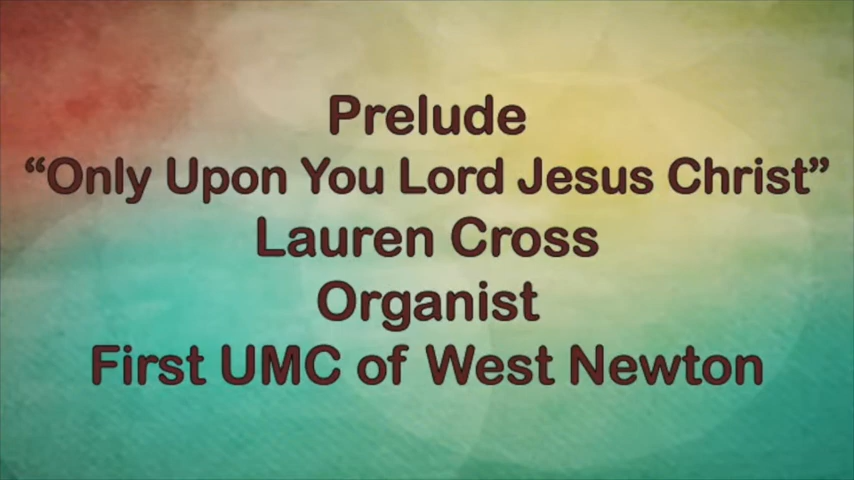 Prelude
“Only Upon You Lord Jesus Christ”
Lauren Cross
Organist
First UMC of West Newton